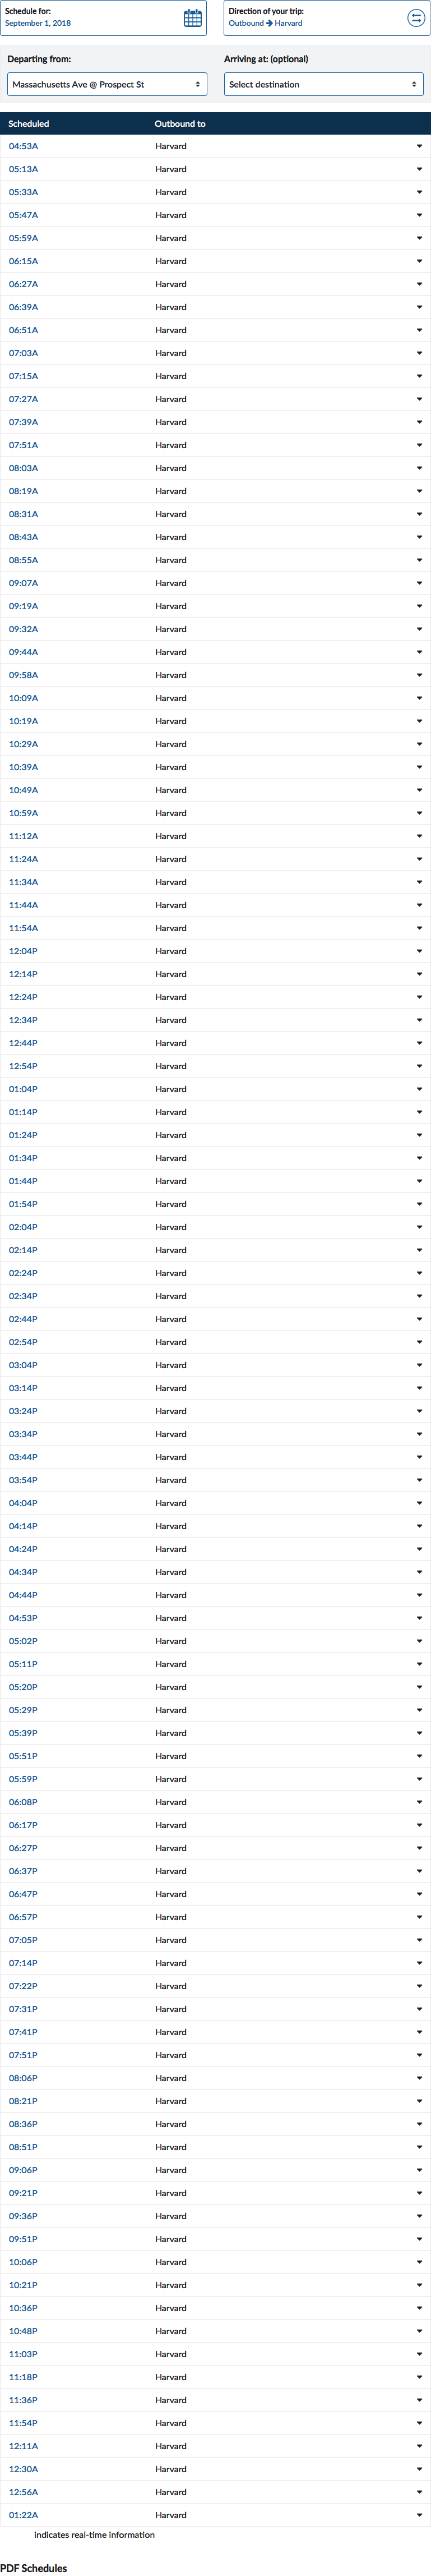 Schedule for:
September 1, 2018
Direction of your trip:
Outbound → Harvard
Departing from:
Massachusetts Ave @ Prospect St
Arriving at: (optional)
Select destination
Scheduled Outbound to
04:53A Harvard
05:13A Harvard
05:33A Harvard
05:47A Harvard
05:59A Harvard
06:15A Harvard
06:27A Harvard
06:39A Harvard
06:51A Harvard
07:03A Harvard
07:15A Harvard
07:27A Harvard
07:39A Harvard
07:51A Harvard
08:03A Harvard
08:19A Harvard
08:31A Harvard
08:43A Harvard
08:55A Harvard
09:07A Harvard
09:19A Harvard
09:32A Harvard
09:44A Harvard
09:58A Harvard
10:09A Harvard
10:19A Harvard
10:29A Harvard
10:39A Harvard
10:49A Harvard
10:59A Harvard
11:12A Harvard
11:24A Harvard
11:34A Harvard
11:44A Harvard
11:54A Harvard
12:04P Harvard
12:14P Harvard
12:24P Harvard
12:34P Harvard
12:44P Harvard
12:54P Harvard
01:04P Harvard
01:14P Harvard
01:24P Harvard
01:34P Harvard
01:44P Harvard
01:54P Harvard
02:04P Harvard
02:14P Harvard
02:24P Harvard
02:34P Harvard
02:44P Harvard
02:54P Harvard
03:04P Harvard
03:14P Harvard
03:24P Harvard
03:34P Harvard
03:44P Harvard
03:54P Harvard
04:04P Harvard
04:14P Harvard
04:24P Harvard
04:34P Harvard
04:44P Harvard
04:53P Harvard
05:02P Harvard
05:11P Harvard
05:20P Harvard
05:29P Harvard
05:39P Harvard
05:51P Harvard
05:59P Harvard
06:08P Harvard
06:17P Harvard
06:27P Harvard
06:37P Harvard
06:47P Harvard
06:57P Harvard
07:05P Harvard
07:14P Harvard
07:22P Harvard
07:31P Harvard
07:41P Harvard
07:51P Harvard
08:06P Harvard
08:21P Harvard
08:36P Harvard
08:51P Harvard
09:06P Harvard
09:21P Harvard
09:36P Harvard
09:51P Harvard
10:06P Harvard
10:21P Harvard
10:36P Harvard
10:48P Harvard
11:03P Harvard
11:18P Harvard
11:36P Harvard
11:54P Harvard
12:11A Harvard
12:30A Harvard
12:56A Harvard
01:22A Harvard
indicates real-time information
PDF Schedules